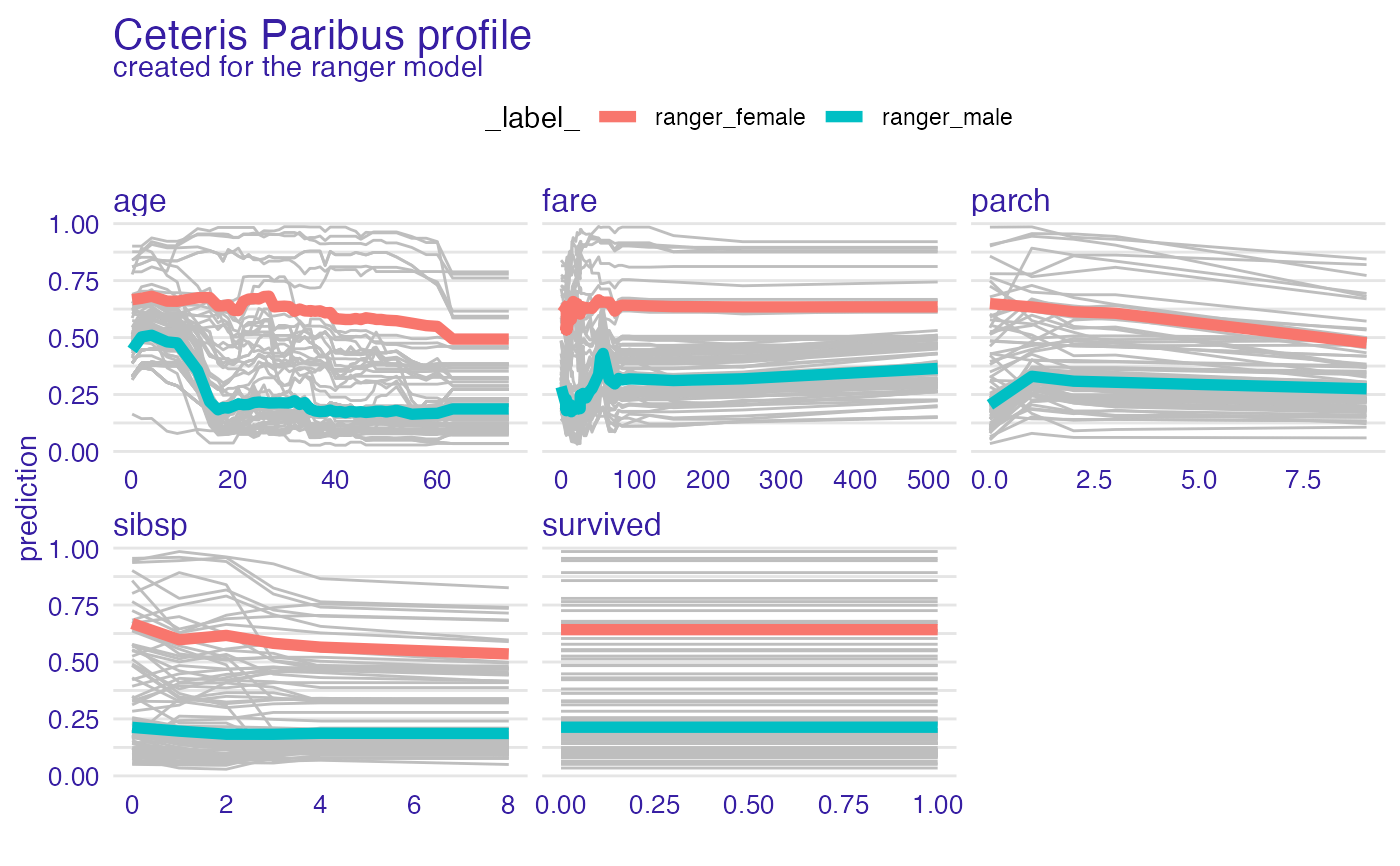 Ceteris Paribus profile
created for the ranger model
_label_ ranger_female ranger_male
age fare parch
1.00
0.75
0.50
0.25
0.00
0 20 40 60 0 100 200 300 400 500 0.0 2.5 5.0 7.5
prediction
sibsp survived
1.00
0.75
0.50
0.25
0.00
0 2 4 6 8 0.00 0.25 0.50 0.75 1.00